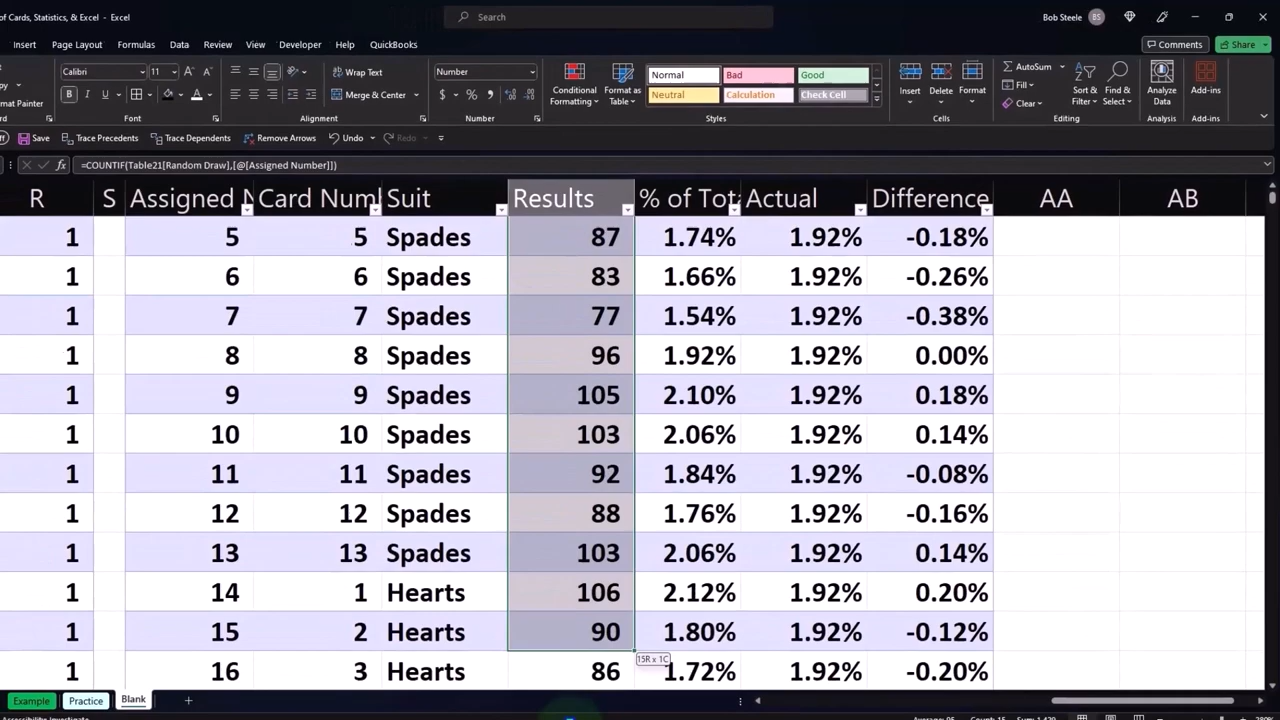 of Cards, Statistics, & Excel - Excel
Search
Bob Steele BS
Insert Page Layout Formulas Data Review View Developer Help QuickBooks
Comments Share
Calibri 11
Wrap Text
Number
Normal Bad Good
AutoSum
Format Painter
B I U
Merge & Center
$ %
Conditional Formatting
Format as Table
Neutral Calculation Check Cell
Insert Delete Format
Fill
Clear
Sort & Filter
Find & Select
Analyze Data
Add-ins
Font Alignment Number Styles Cells Editing Analysis Add-ins
Save Trace Precedents Trace Dependents Remove Arrows Undo Redo
fx =COUNTIF(Table21[Random Draw],[@[Assigned Number]])
R S Assigned N Card Num Suit Results % of Tot Actual Difference AA AB
1 5 5 Spades 87 1.74% 1.92% -0.18%
1 6 6 Spades 83 1.66% 1.92% -0.26%
1 7 7 Spades 77 1.54% 1.92% -0.38%
1 8 8 Spades 96 1.92% 1.92% 0.00%
1 9 9 Spades 105 2.10% 1.92% 0.18%
1 10 10 Spades 103 2.06% 1.92% 0.14%
1 11 11 Spades 92 1.84% 1.92% -0.08%
1 12 12 Spades 88 1.76% 1.92% -0.16%
1 13 13 Spades 103 2.06% 1.92% 0.14%
1 14 1 Hearts 106 2.12% 1.92% 0.20%
1 15 2 Hearts 90 1.80% 1.92% -0.12%
15R x 1C
1 16 3 Hearts 86 1.72% 1.92% -0.20%
Example Practice Blank